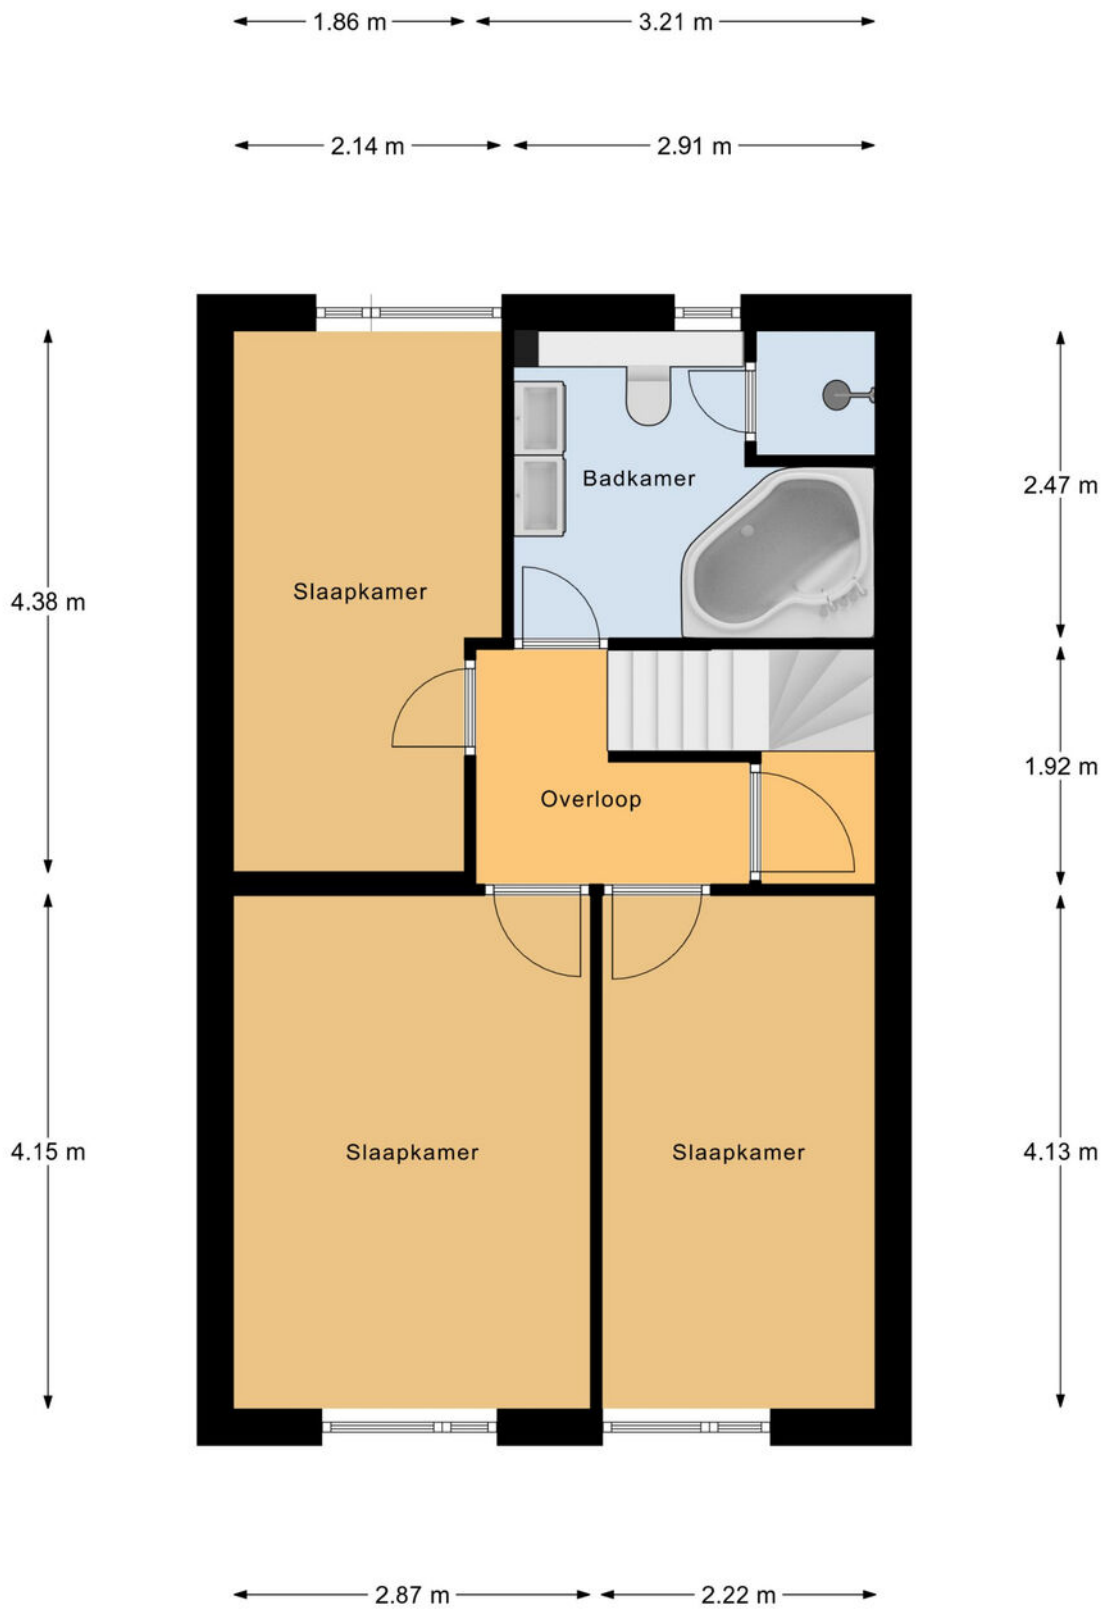 1.86 m 3.21 m
2.14 m 2.91 m
Badkamer
2.47 m
Slaapkamer
4.38 m
1.92 m
Overloop
4.15 m
Slaapkamer
Slaapkamer
4.13 m
2.87 m 2.22 m